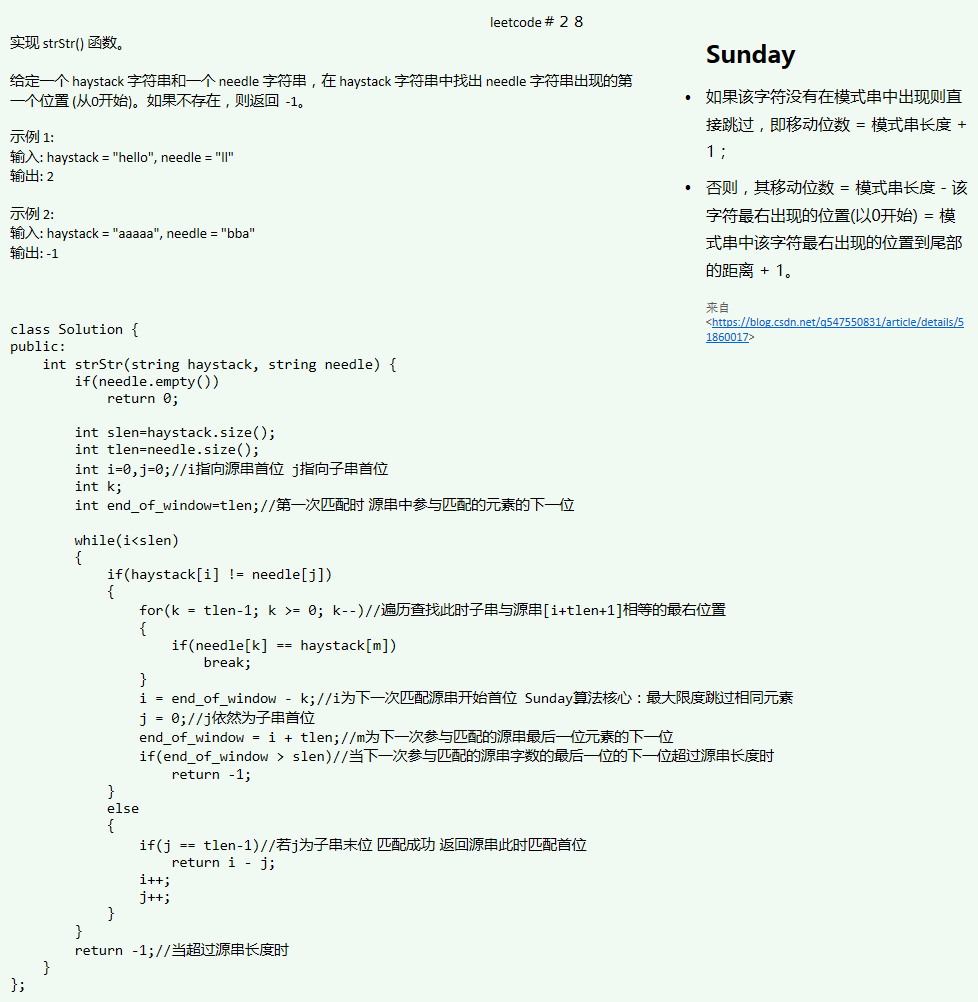 leetcode＃２８
实现 strStr() 函数。
给定一个 haystack 字符串和一个 needle 字符串，在 haystack 字符串中找出 needle 字符串出现的第
一个位置 (从0开始)。如果不存在，则返回 -1。
示例 1:
输入: haystack = "hello", needle = "ll"
输出: 2
示例 2:
输入: haystack = "aaaaa", needle = "bba"
输出: -1
Sunday
• 如果该字符没有在模式串中出现则直
接跳过，即移动位数 = 模式串长度 +
1；
• 否则，其移动位数 = 模式串长度 - 该
字符最右出现的位置(以0开始) = 模
式串中该字符最右出现的位置到尾部
的距离 + 1。
来自
<https://blog.csdn.net/q547550831/article/details/5
1860017>
class Solution {
public:
    int strStr(string haystack, string needle) {
        if(needle.empty())
            return 0;
        int slen=haystack.size();
        int tlen=needle.size();
        int i=0,j=0;//i指向源串首位 j指向子串首位
        int k;
        int end_of_window=tlen;//第一次匹配时 源串中参与匹配的元素的下一位
        while(i<slen)
        {
            if(haystack[i] != needle[j])
            {
                for(k = tlen-1; k >= 0; k--)//遍历查找此时子串与源串[i+tlen+1]相等的最右位置
                {
                    if(needle[k] == haystack[m])
                        break;
                }
                i = end_of_window - k;//i为下一次匹配源串开始首位 Sunday算法核心：最大限度跳过相同元素
                j = 0;//j依然为子串首位
                end_of_window = i + tlen;//m为下一次参与匹配的源串最后一位元素的下一位
                if(end_of_window > slen)//当下一次参与匹配的源串字数的最后一位的下一位超过源串长度时
                    return -1;
            }
            else
            {
                if(j == tlen-1)//若j为子串末位 匹配成功 返回源串此时匹配首位
                    return i - j;
                i++;
                j++;
            }
        }
        return -1;//当超过源串长度时
    }
};